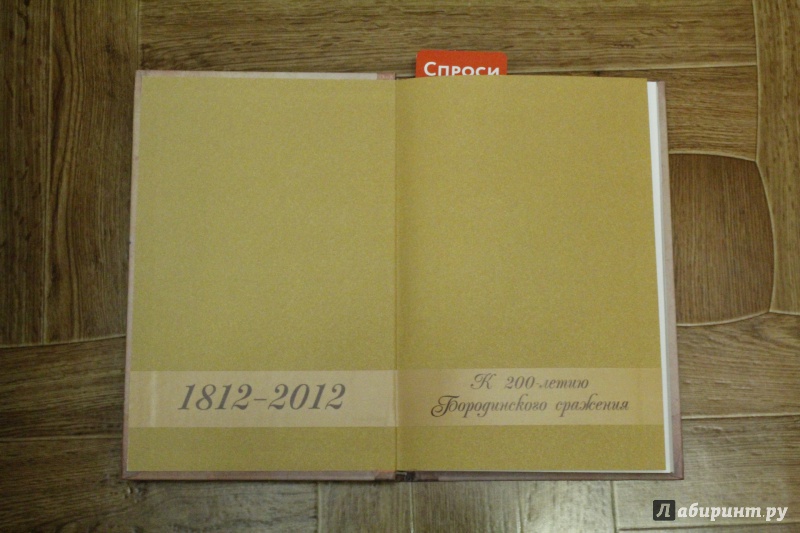 Спроси
1812–2012
К 200-летию
Бородинского сражения
Лабиринт.ру